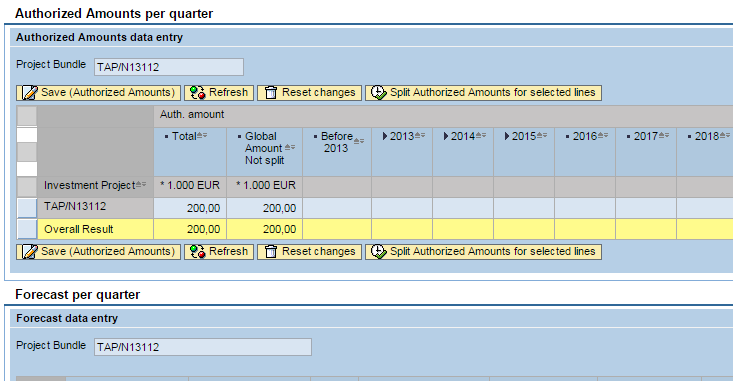 Authorized Amounts per quarter
Authorized Amounts data entry
Project Bundle TAP/N13112
Save (Authorized Amounts) Refresh Reset changes Split Authorized Amounts for selected lines
Auth. amount
Total Global Amount Not split Before 2013 2013 2014 2015 2016 2017 2018
Investment Project * 1.000 EUR * 1.000 EUR
TAP/N13112 200,00 200,00
Overall Result 200,00 200,00
Save (Authorized Amounts) Refresh Reset changes Split Authorized Amounts for selected lines
Forecast per quarter
Forecast data entry
Project Bundle TAP/N13112